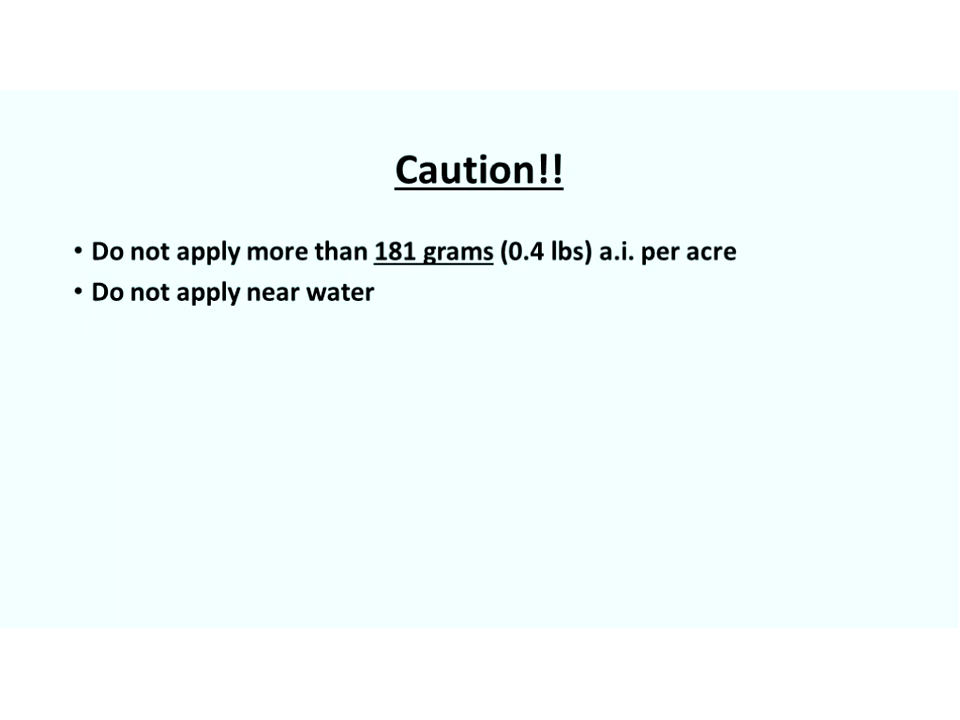 Caution!!
• Do not apply more than 181 grams (0.4 lbs) a.i. per acre
• Do not apply near water